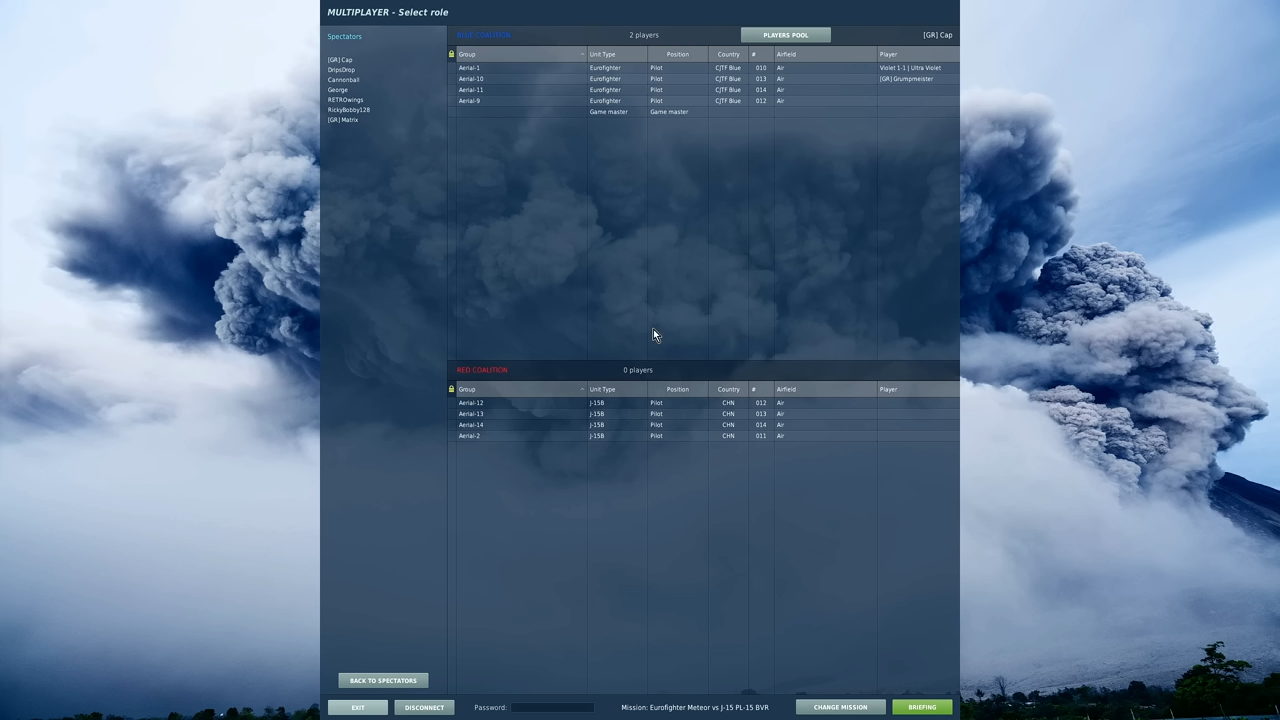 MULTIPLAYER - Select role
Spectators
[GR] Cap
DripsDrop
Cannonball
George
RETROwings
RickyBobby128
[GR] Matrix
BLUE COALITION 2 players PLAYERS POOL [GR] Cap
Group Unit Type Position Country # Airfield Player
Aerial-1 Eurofighter Pilot CJTF Blue 010 Air Violet 1-1 | Ultra Violet
Aerial-10 Eurofighter Pilot CJTF Blue 013 Air [GR] Grumpmeister
Aerial-11 Eurofighter Pilot CJTF Blue 014 Air
Aerial-9 Eurofighter Pilot CJTF Blue 012 Air
Game master Game master
RED COALITION 0 players
Group Unit Type Position Country # Airfield Player
Aerial-12 J-15B Pilot CHN 012 Air
Aerial-13 J-15B Pilot CHN 013 Air
Aerial-14 J-15B Pilot CHN 014 Air
Aerial-2 J-15B Pilot CHN 011 Air
BACK TO SPECTATORS
EXIT DISCONNECT Password: Mission: Eurofighter Meteor vs J-15 PL-15 BVR CHANGE MISSION BRIEFING